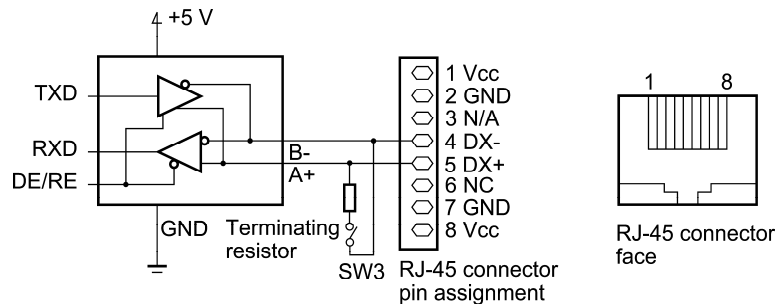 +5 V
TXD
RXD
DE/RE
GND
B-
A+
Terminating
resistor
SW3
1 Vcc
2 GND
3 N/A
4 DX-
5 DX+
6 NC
7 GND
8 Vcc
RJ-45 connector
pin assignment
1 8
RJ-45 connector
face